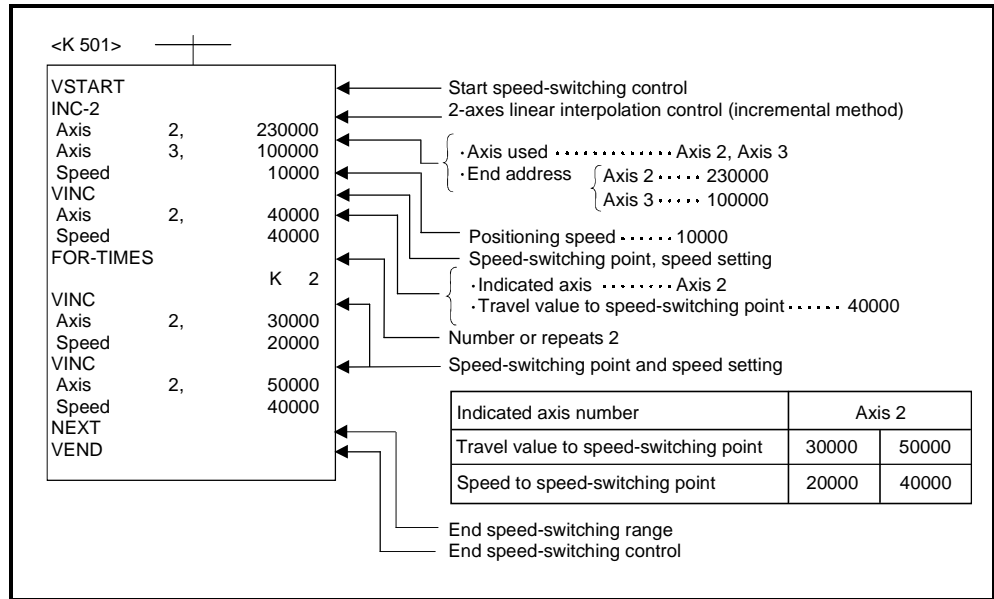 <K 501>
VSTART
INC-2
Axis 2, 230000
Axis 3, 100000
Speed 10000
VINC
Axis 2, 40000
Speed 40000
FOR-TIMES
K 2
VINC
Axis 2, 30000
Speed 20000
VINC
Axis 2, 50000
Speed 40000
NEXT
VEND
Start speed-switching control
2-axes linear interpolation control (incremental method)
·Axis used ·············· Axis 2, Axis 3
·End address Axis 2 ····· 230000
Axis 3 ····· 100000
Positioning speed ······ 10000
Speed-switching point, speed setting
·Indicated axis ········ Axis 2
·Travel value to speed-switching point ······ 40000
Number or repeats 2
Speed-switching point and speed setting
Indicated axis number Axis 2
Travel value to speed-switching point 30000 50000
Speed to speed-switching point 20000 40000
End speed-switching range
End speed-switching control